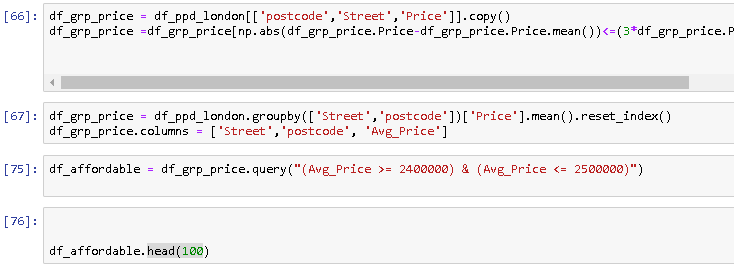 [66]: df_grp_price = df_ppd_london[['postcode','Street','Price']].copy()
df_grp_price =df_grp_price[np.abs(df_grp_price.Price-df_grp_price.Price.mean())<=(3*df_grp_price.P
[67]: df_grp_price = df_ppd_london.groupby(['Street','postcode'])['Price'].mean().reset_index()
df_grp_price.columns = ['Street','postcode', 'Avg_Price']
[75]: df_affordable = df_grp_price.query("(Avg_Price >= 2400000) & (Avg_Price <= 2500000)")
[76]:
df_affordable.head(100)